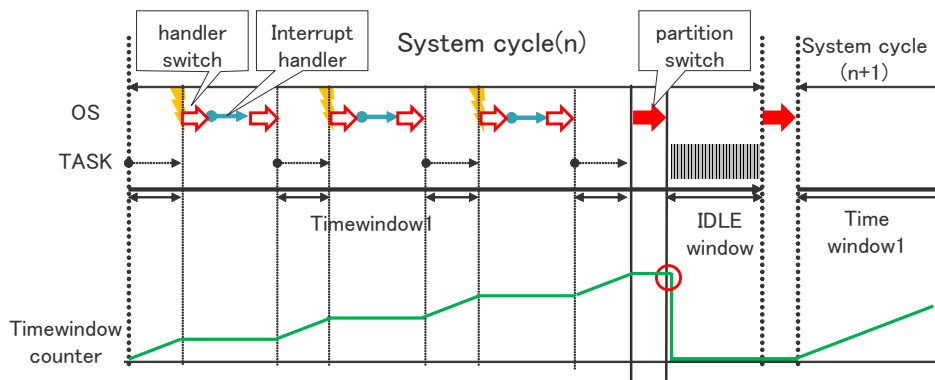 handler
switch
Interrupt
handler
System cycle(n)
partition
switch
System cycle
(n+1)
OS
TASK
Timewindow1
IDLE
window
Time
window1
Timewindow
counter